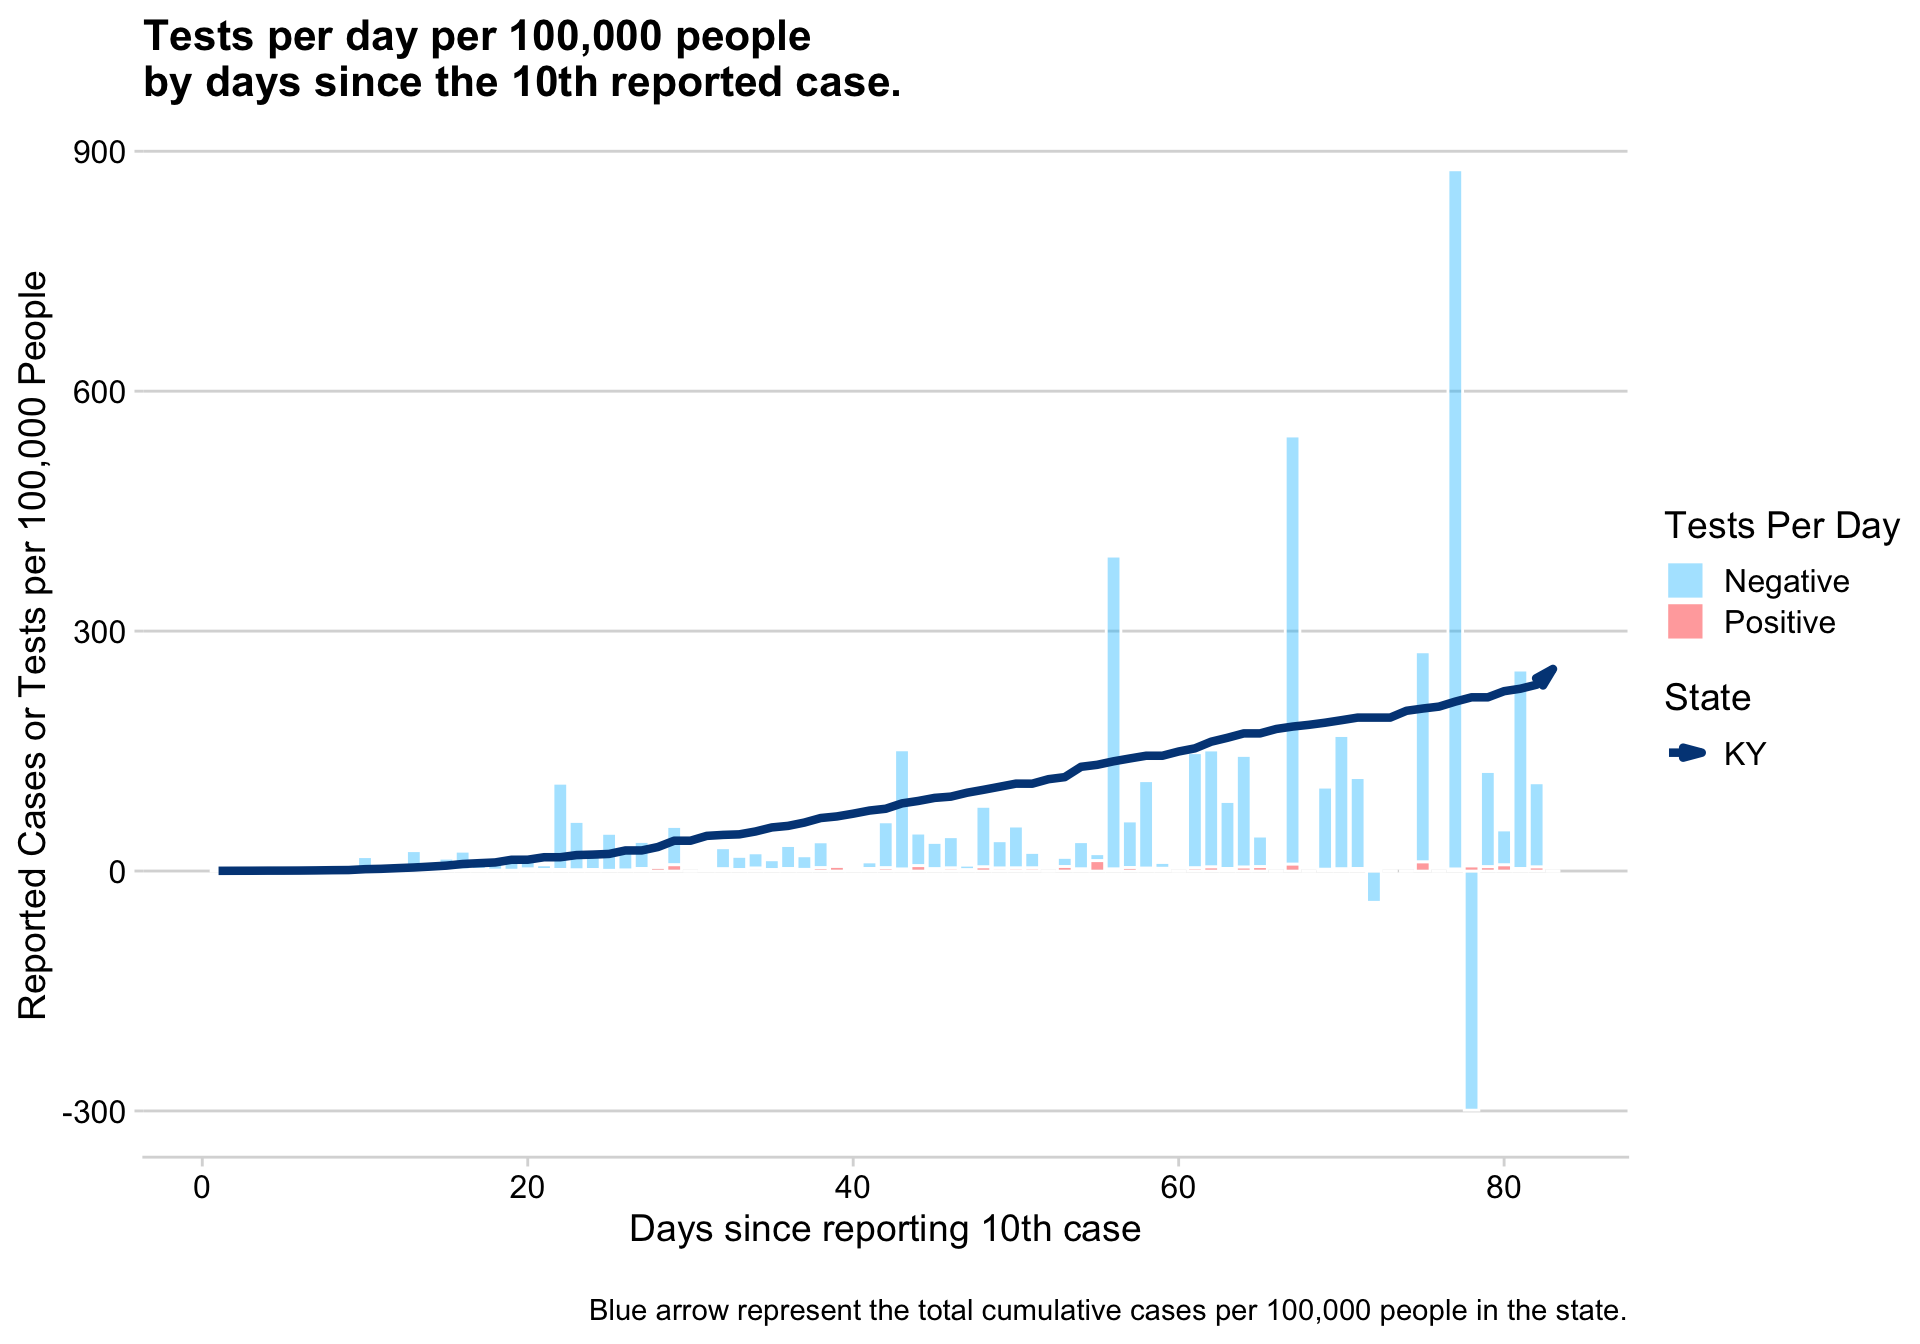 Tests per day per 100,000 people
by days since the 10th reported case.
Reported Cases or Tests per 100,000 People
900
600
300
0
-300
0 20 40 60 80
Days since reporting 10th case
Tests Per Day
Negative
Positive
State
KY
Blue arrow represent the total cumulative cases per 100,000 people in the state.